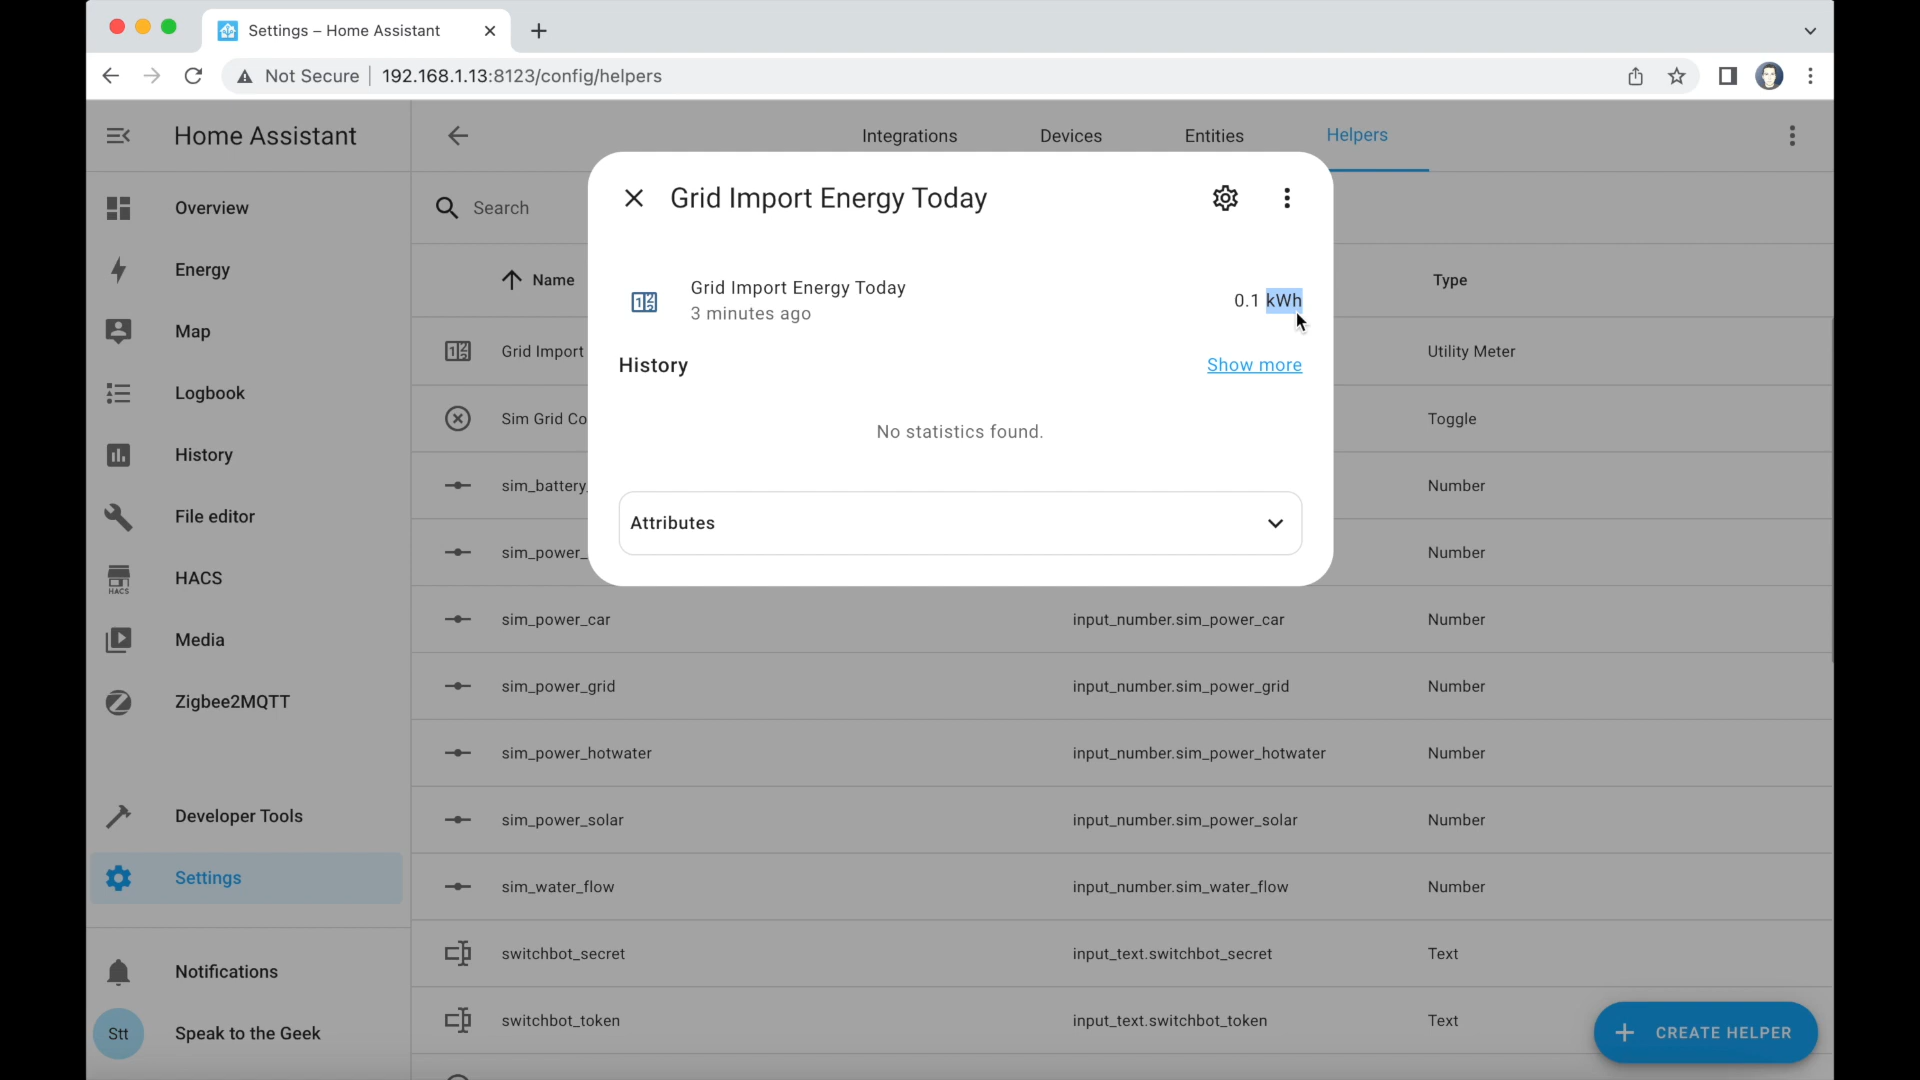 Settings – Home Assistant
Not Secure
192.168.1.13:8123/config/helpers
Home Assistant
Integrations
Devices
Entities
Helpers
Overview
Energy
Map
Logbook
History
File editor
HACS
HACS
Media
Zigbee2MQTT
Developer Tools
Settings
Notifications
Stt
Speak to the Geek
Search
Name
Type
Grid Import
Utility Meter
Sim Grid Co
Toggle
sim_battery
Number
sim_power_
Number
sim_power_car
input_number.sim_power_car
Number
sim_power_grid
input_number.sim_power_grid
Number
sim_power_hotwater
input_number.sim_power_hotwater
Number
sim_power_solar
input_number.sim_power_solar
Number
sim_water_flow
input_number.sim_water_flow
Number
switchbot_secret
input_text.switchbot_secret
Text
switchbot_token
input_text.switchbot_token
Text
CREATE HELPER
Grid Import Energy Today
Grid Import Energy Today
3 minutes ago
0.1 kWh
History
Show more
No statistics found.
Attributes